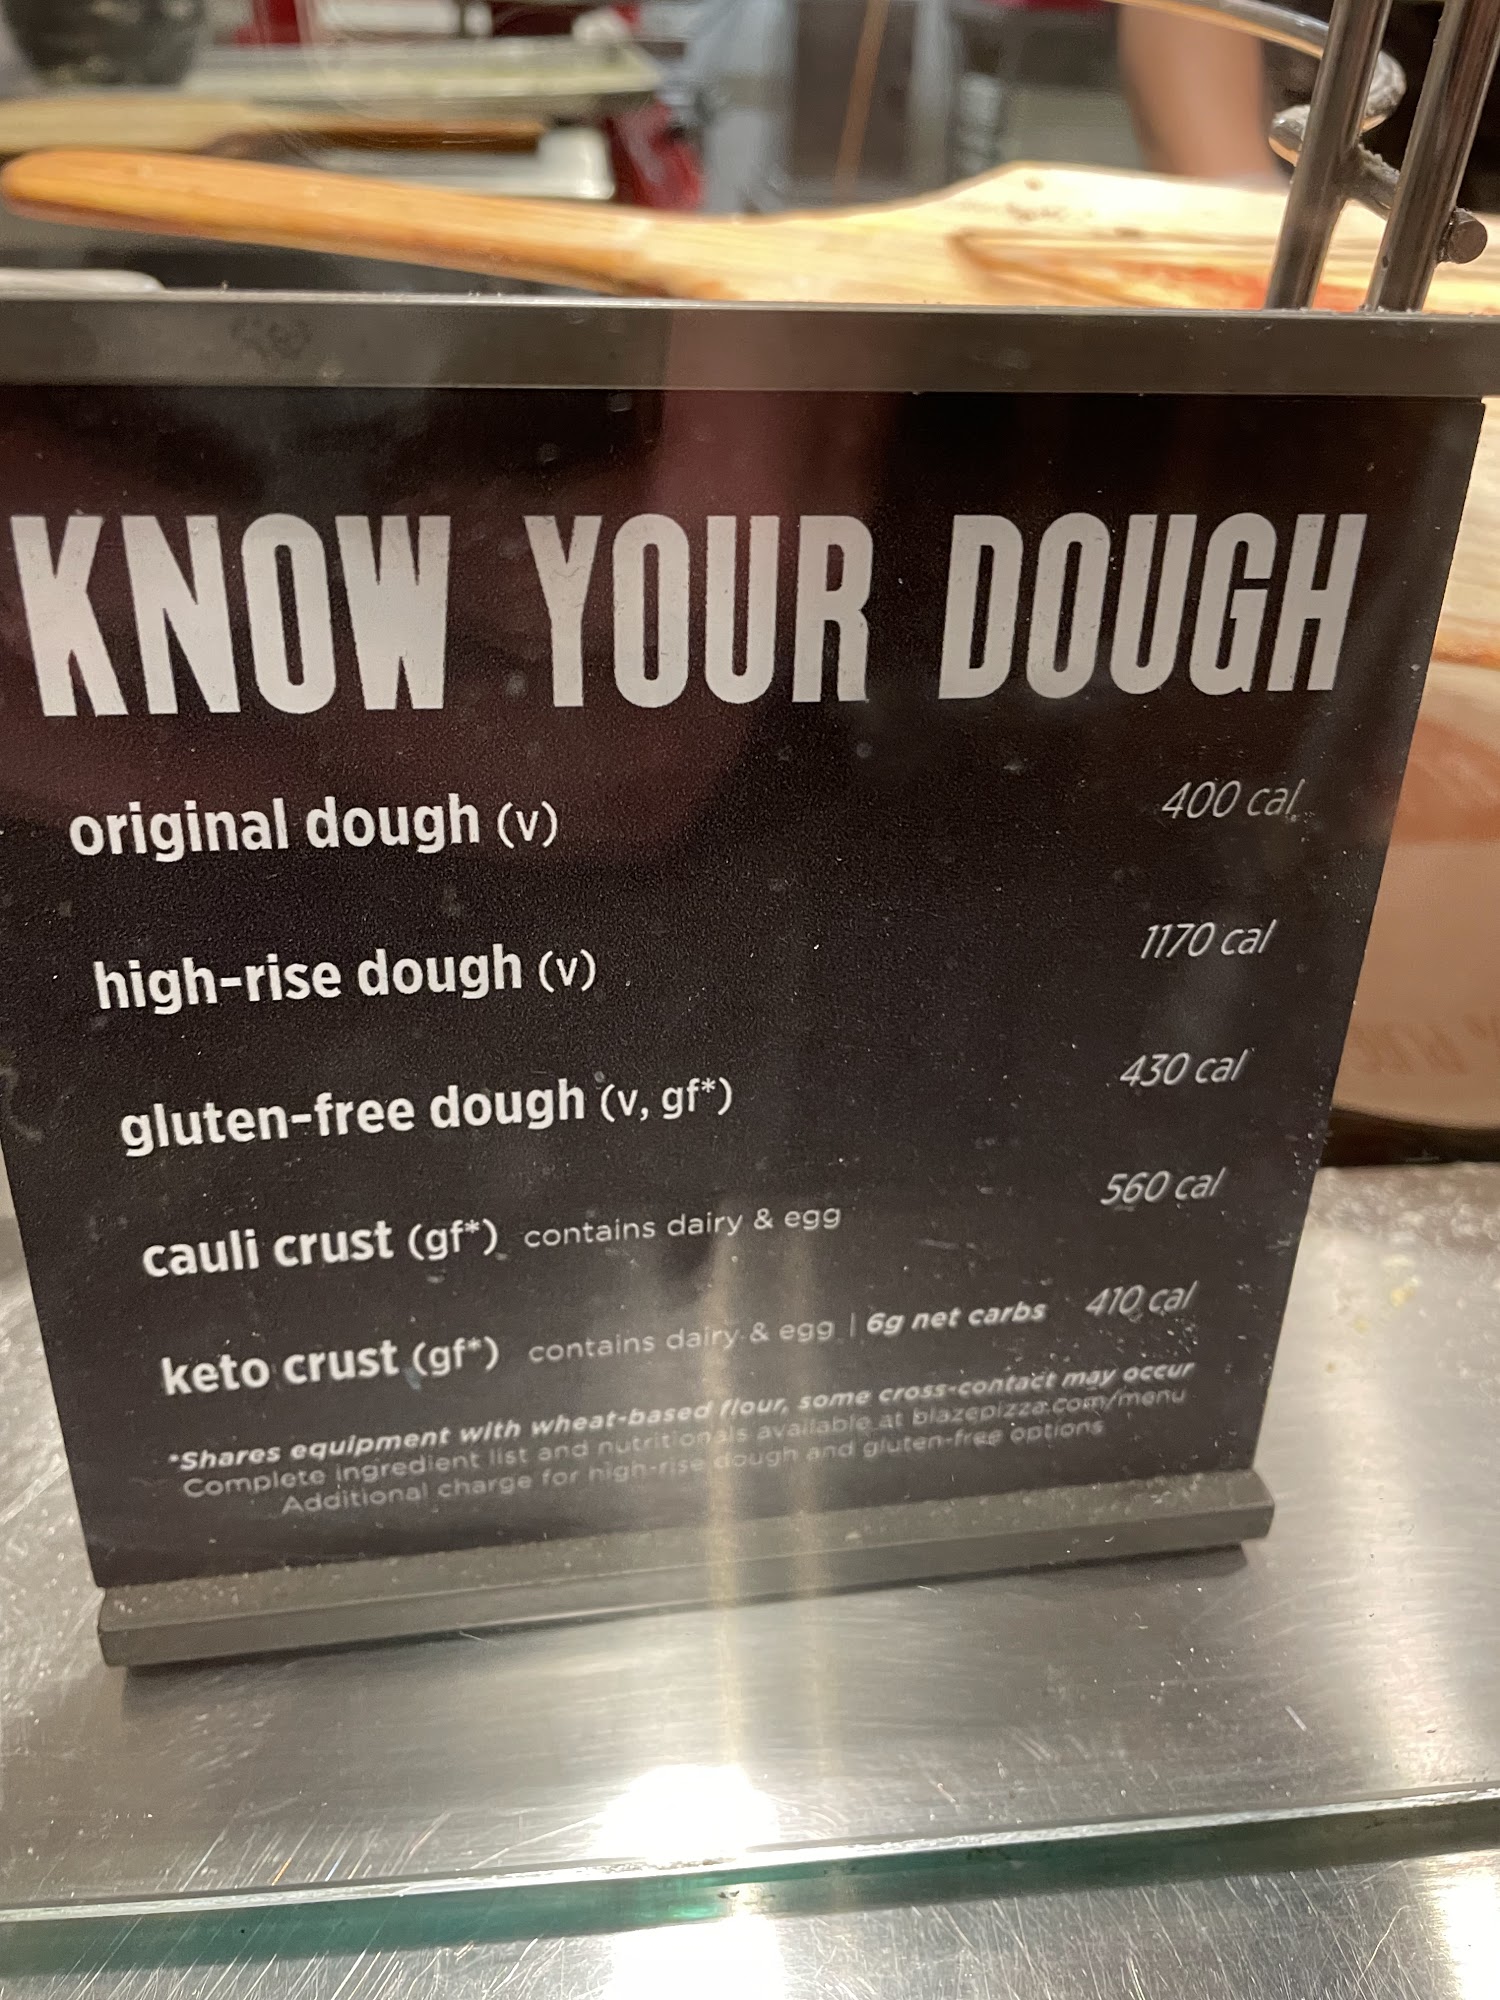 KNOW YOUR DOUGH
original dough (v) 400 cal
high-rise dough (v) 1170 cal
gluten-free dough (v, gf*) 430 cal
cauli crust (gf*) contains dairy & egg 560 cal
keto crust (gf*) contains dairy & egg | 6g net carbs 410 cal
*Shares equipment with wheat-based flour, some cross-contact may occur
Complete ingredient list and nutritionals available at blazepizza.com/menu
Additional charge for high-rise dough and gluten-free options